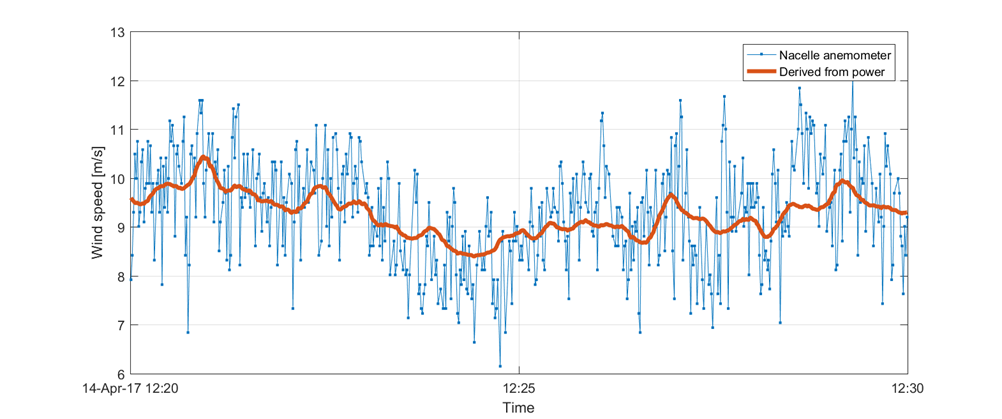 13
12
11
10
9
8
7
6
Wind speed [m/s]
Nacelle anemometer
Derived from power
14-Apr-17 12:20
12:25
12:30
Time